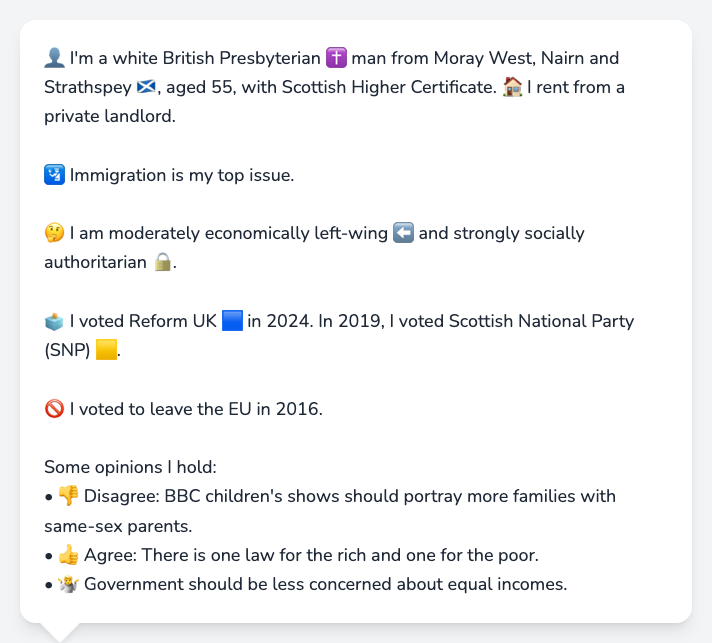 👤 I'm a white British Presbyterian ✝️ man from Moray West, Nairn and
Strathspey 🏴󠁧󠁢󠁳󠁣󠁴󠁿, aged 55, with Scottish Higher Certificate. 🏠 I rent from a
private landlord.
🛂 Immigration is my top issue.
🤔 I am moderately economically left-wing ⬅️ and strongly socially
authoritarian 🔒.
🗳️ I voted Reform UK 🟦 in 2024. In 2019, I voted Scottish National Party
(SNP) 🟨.
🚫 I voted to leave the EU in 2016.
Some opinions I hold:
• 👎 Disagree: BBC children's shows should portray more families with
same-sex parents.
• 👍 Agree: There is one law for the rich and one for the poor.
• 🤷 Government should be less concerned about equal incomes.